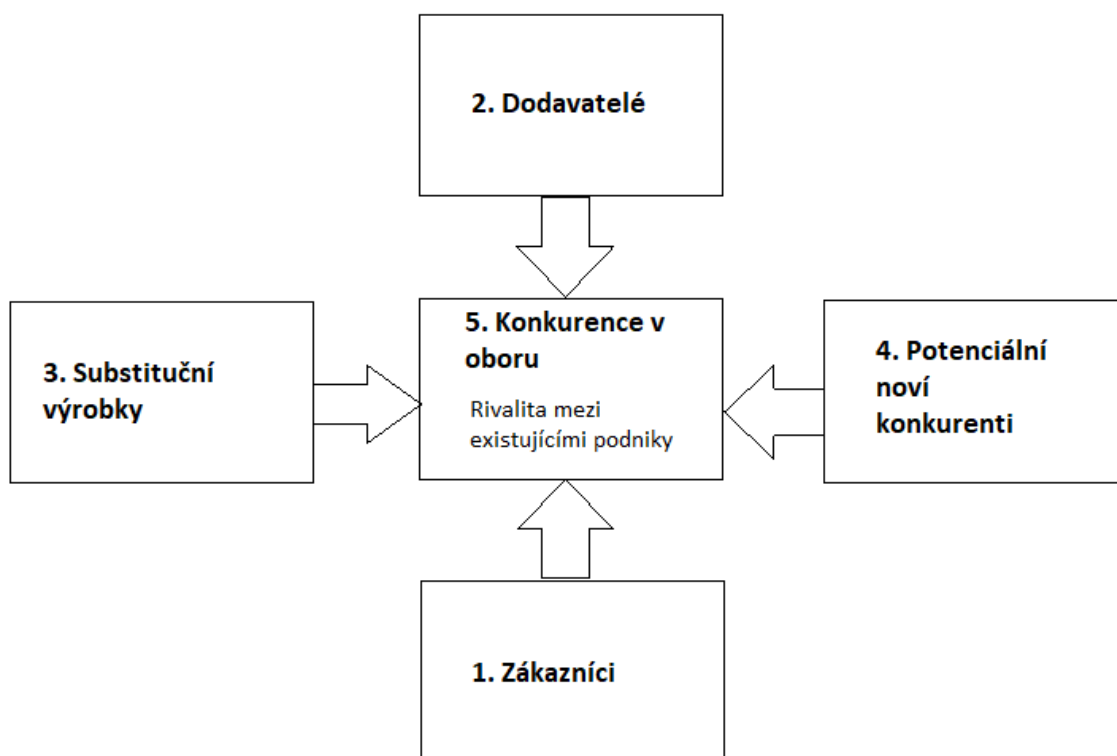 2. Dodavatelé
5. Konkurence v
oboru
Rivalita mezi
existujícími podniky
3. Substituční
výrobky
4. Potenciální
noví
konkurenti
1. Zákazníci